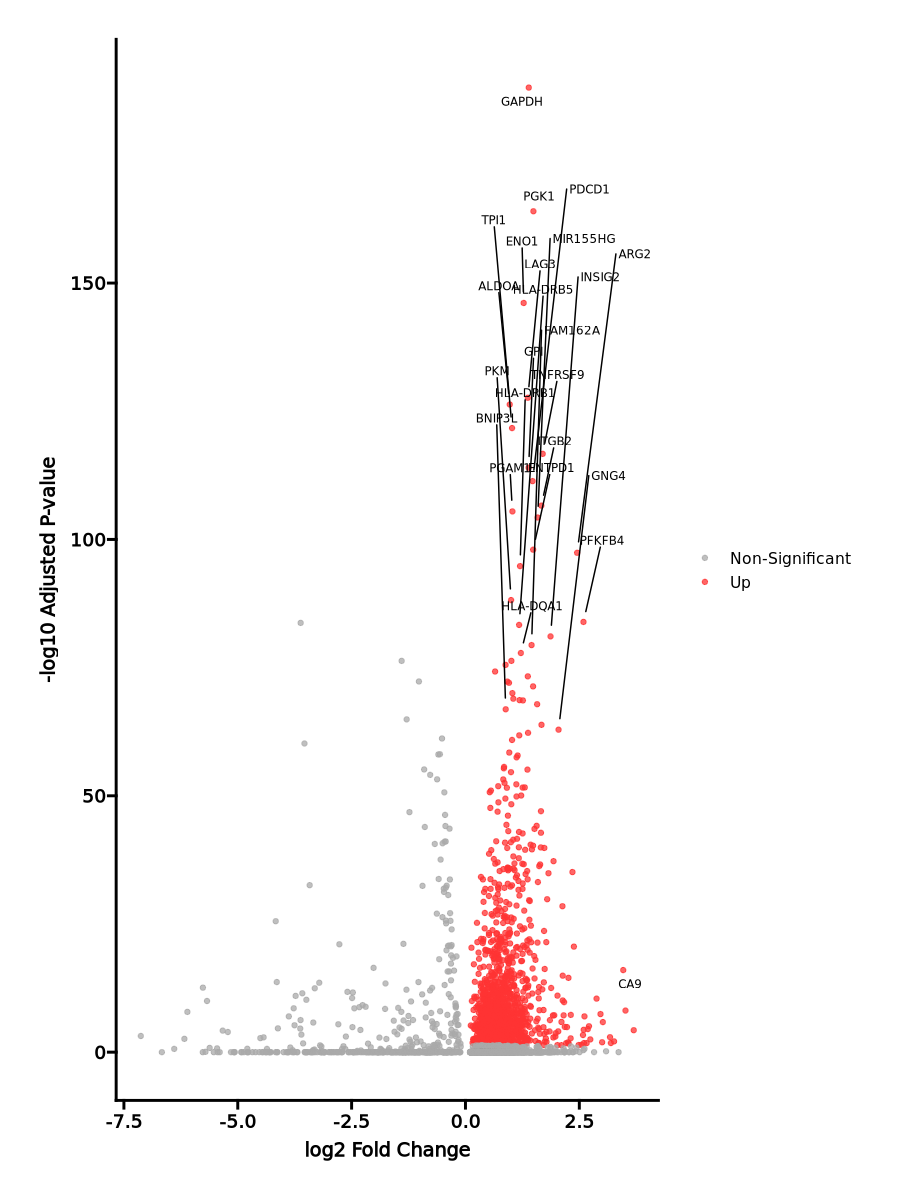 GAPDH
PDCD1
PGK1
TPI1
ENO1
MIR155HG
ARG2
LAG3
INSIG2
150
ALDOA
HLA-DRB5
FAM162A
GPI
PKM
TNFRSF9
HLA-DRB1
BNIP3L
ITGB2
PGAM1
ENTPD1
GNG4
100
PFKFB4
-log10 Adjusted P-value
Non-Significant
Up
HLA-DQA1
50
CA9
0
-7.5 -5.0 -2.5 0.0 2.5
log2 Fold Change